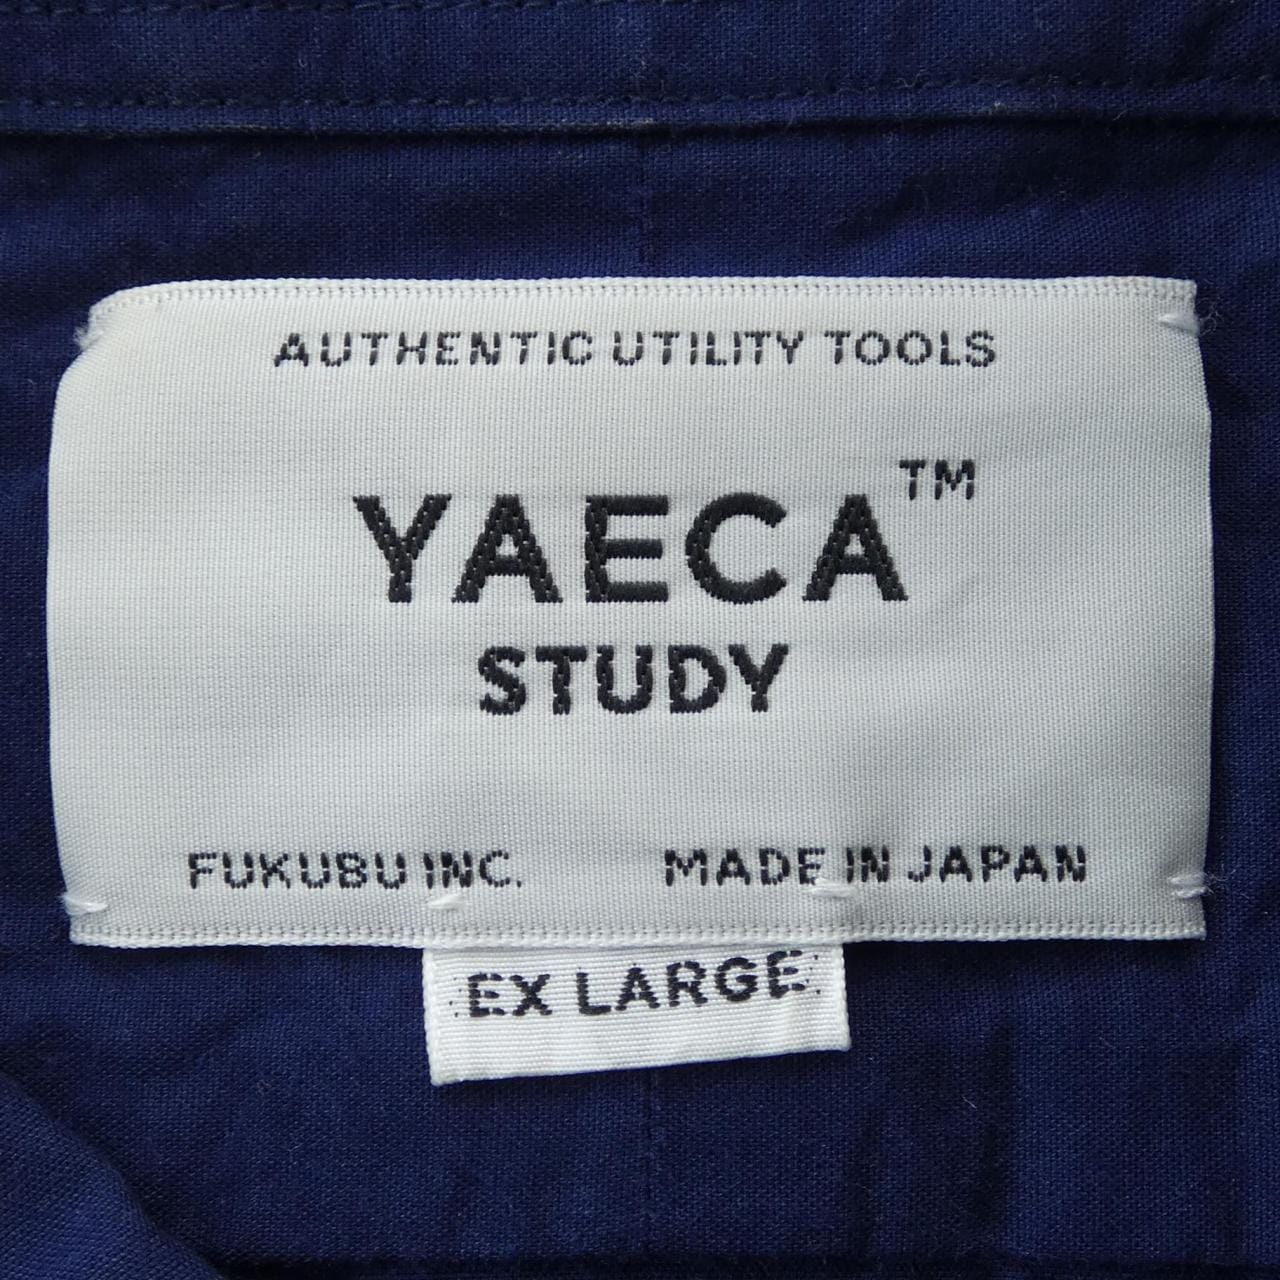 AUTHENTIC UTILITY TOOLS
YAECA™
STUDY
FUKUBU INC. MADE IN JAPAN
EX LARGE